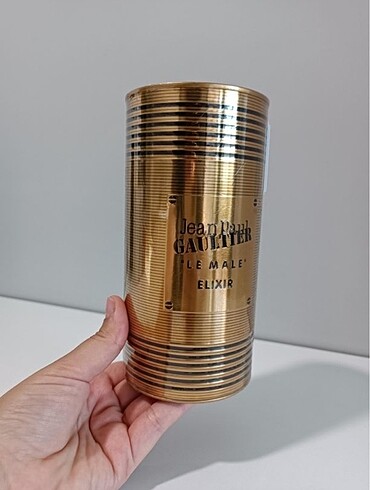 Jean Paul
GAULTIER
"LE MALE"
ELIXIR